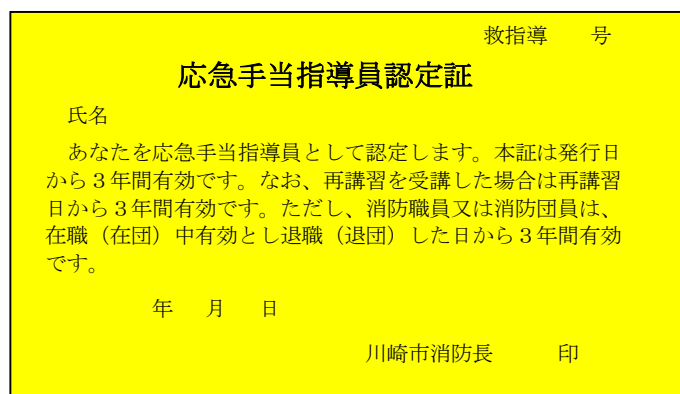 救指導　　号
応急手当指導員認定証
氏名
あなたを応急手当指導員として認定します。本証は発行日
から３年間有効です。なお、再講習を受講した場合は再講習
日から３年間有効です。ただし、消防職員又は消防団員は、
在職（在団）中有効とし退職（退団）した日から３年間有効
です。
年　月　日
川崎市消防長　　　印